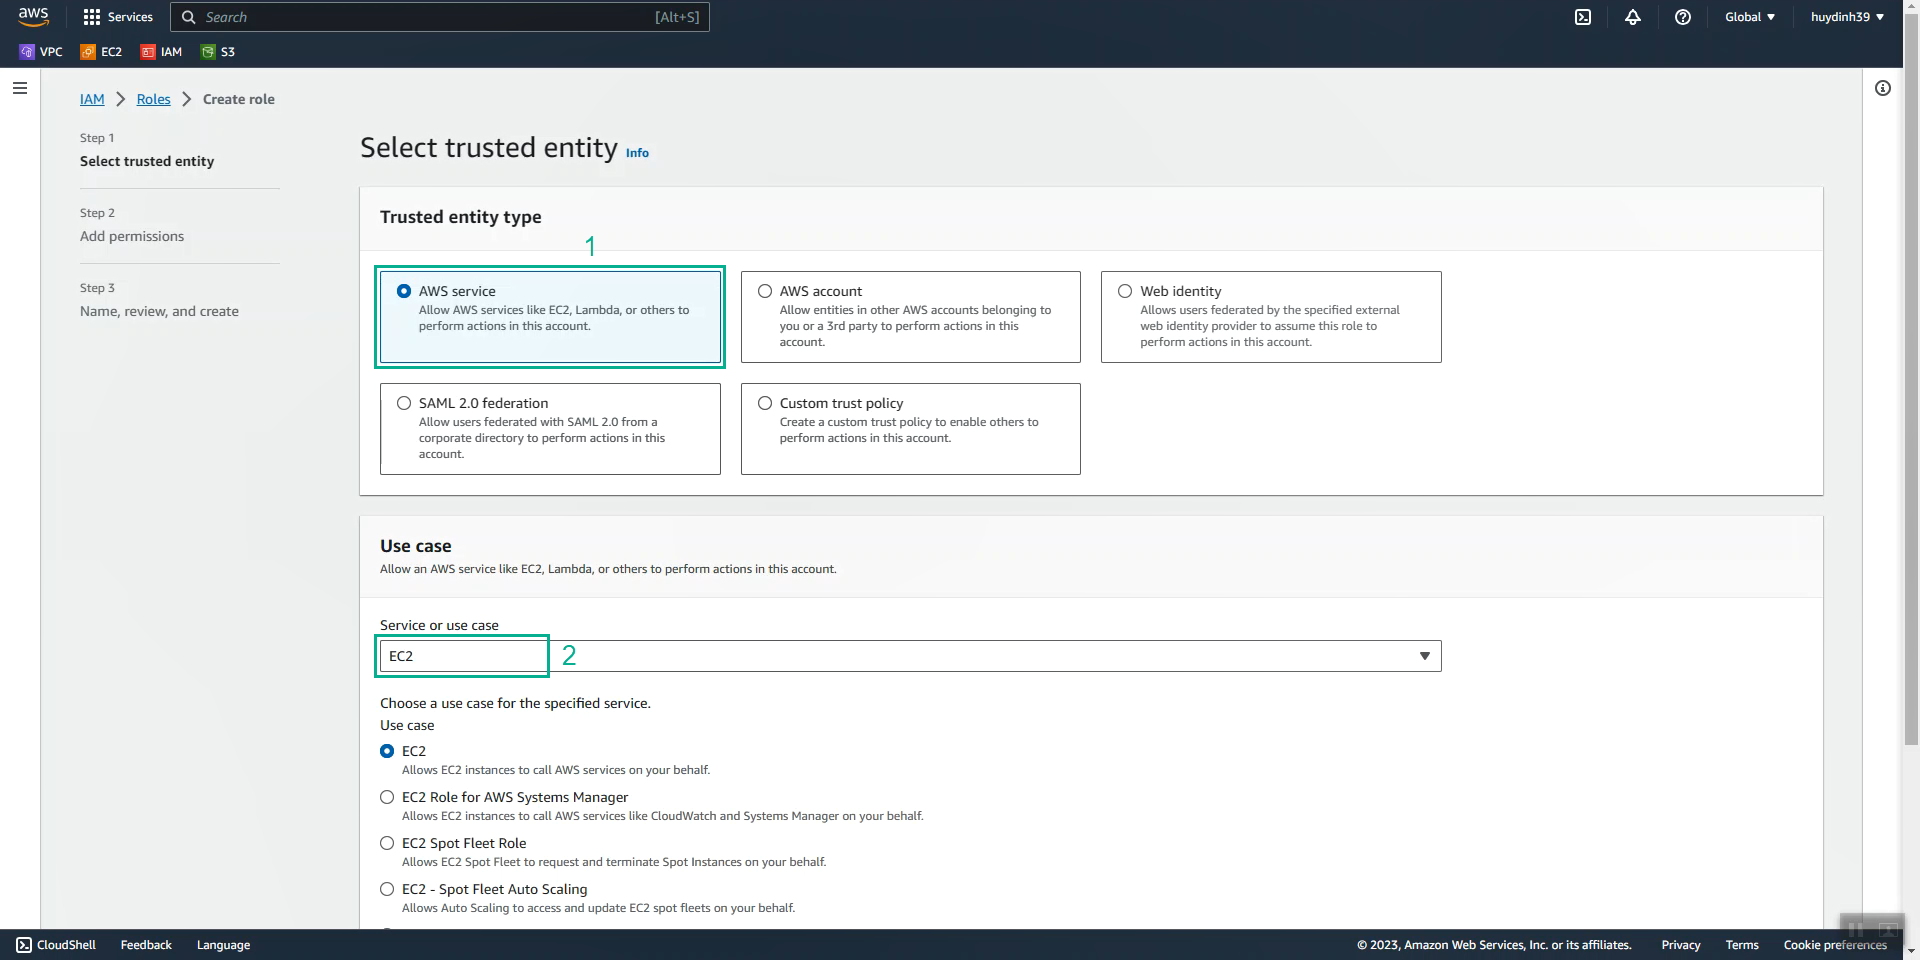 aws
Services
Search
[Alt+S]
Global
huydinh39
VPC
EC2
IAM
S3
IAM
Roles
Create role
Step 1
Select trusted entity
Step 2
Add permissions
Step 3
Name, review, and create
Select trusted entity Info
Trusted entity type
1
AWS service
Allow AWS services like EC2, Lambda, or others to
perform actions in this account.
AWS account
Allow entities in other AWS accounts belonging to
you or a 3rd party to perform actions in this
account.
Web identity
Allows users federated by the specified external
web identity provider to assume this role to
perform actions in this account.
SAML 2.0 federation
Allow users federated with SAML 2.0 from a
corporate directory to perform actions in this
account.
Custom trust policy
Create a custom trust policy to enable others to
perform actions in this account.
Use case
Allow an AWS service like EC2, Lambda, or others to perform actions in this account.
Service or use case
EC2
2
Choose a use case for the specified service.
Use case
EC2
Allows EC2 instances to call AWS services on your behalf.
EC2 Role for AWS Systems Manager
Allows EC2 instances to call AWS services like CloudWatch and Systems Manager on your behalf.
EC2 Spot Fleet Role
Allows EC2 Spot Fleet to request and terminate Spot Instances on your behalf.
EC2 - Spot Fleet Auto Scaling
Allows Auto Scaling to access and update EC2 spot fleets on your behalf.
CloudShell
Feedback
Language
© 2023, Amazon Web Services, Inc. or its affiliates.
Privacy
Terms
Cookie preferences